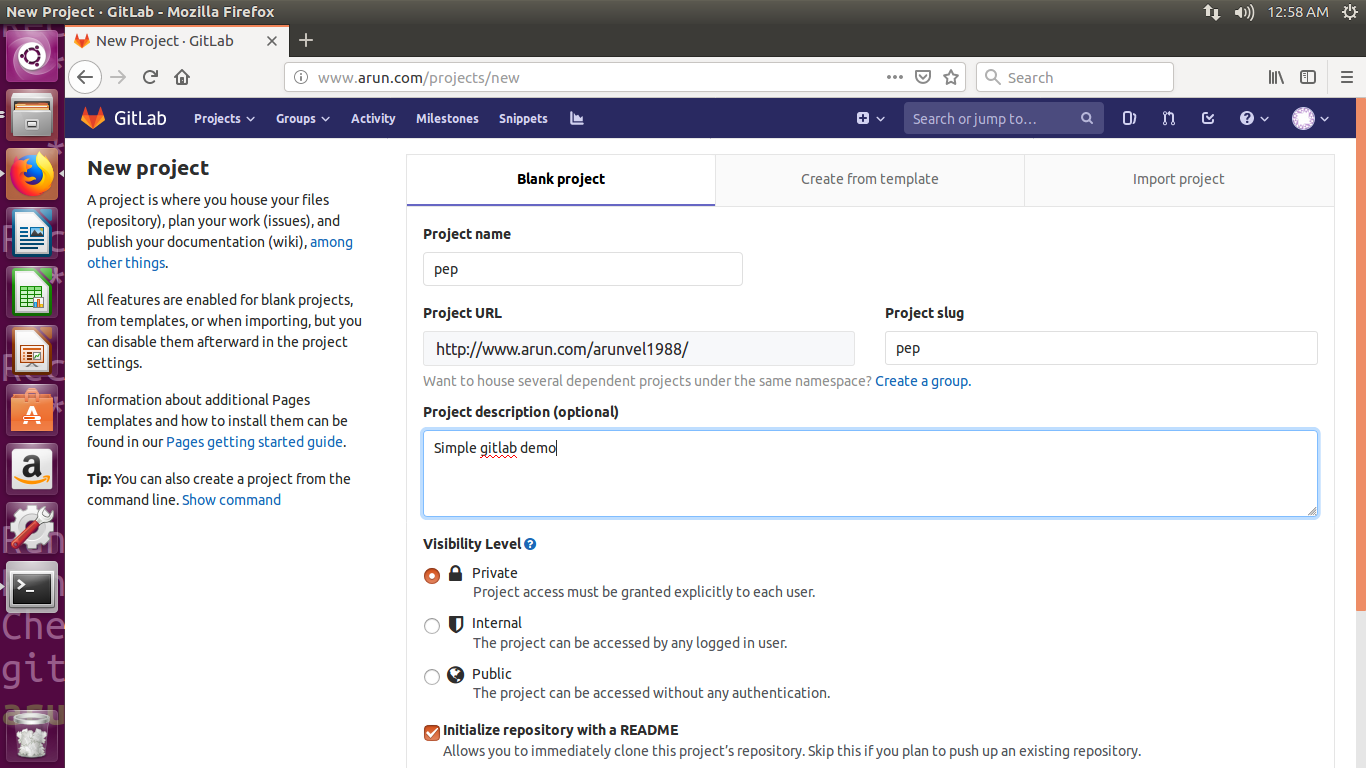 New Project · GitLab - Mozilla Firefox
12:58 AM
New Project · GitLab
www.arun.com/projects/new
Search
GitLab
Projects
Groups
Activity
Milestones
Snippets
Search or jump to…
New project
A project is where you house your files
(repository), plan your work (issues), and
publish your documentation (wiki), among
other things.
All features are enabled for blank projects,
from templates, or when importing, but you
can disable them afterward in the project
settings.
Information about additional Pages
templates and how to install them can be
found in our Pages getting started guide.
Tip: You can also create a project from the
command line. Show command
Blank project
Create from template
Import project
Project name
pep
Project URL
Project slug
http://www.arun.com/arunvel1988/
pep
Want to house several dependent projects under the same namespace? Create a group.
Project description (optional)
Simple gitlab demo
Visibility Level
Private
Project access must be granted explicitly to each user.
Internal
The project can be accessed by any logged in user.
Public
The project can be accessed without any authentication.
Initialize repository with a README
Allows you to immediately clone this project’s repository. Skip this if you plan to push up an existing repository.
Che
git